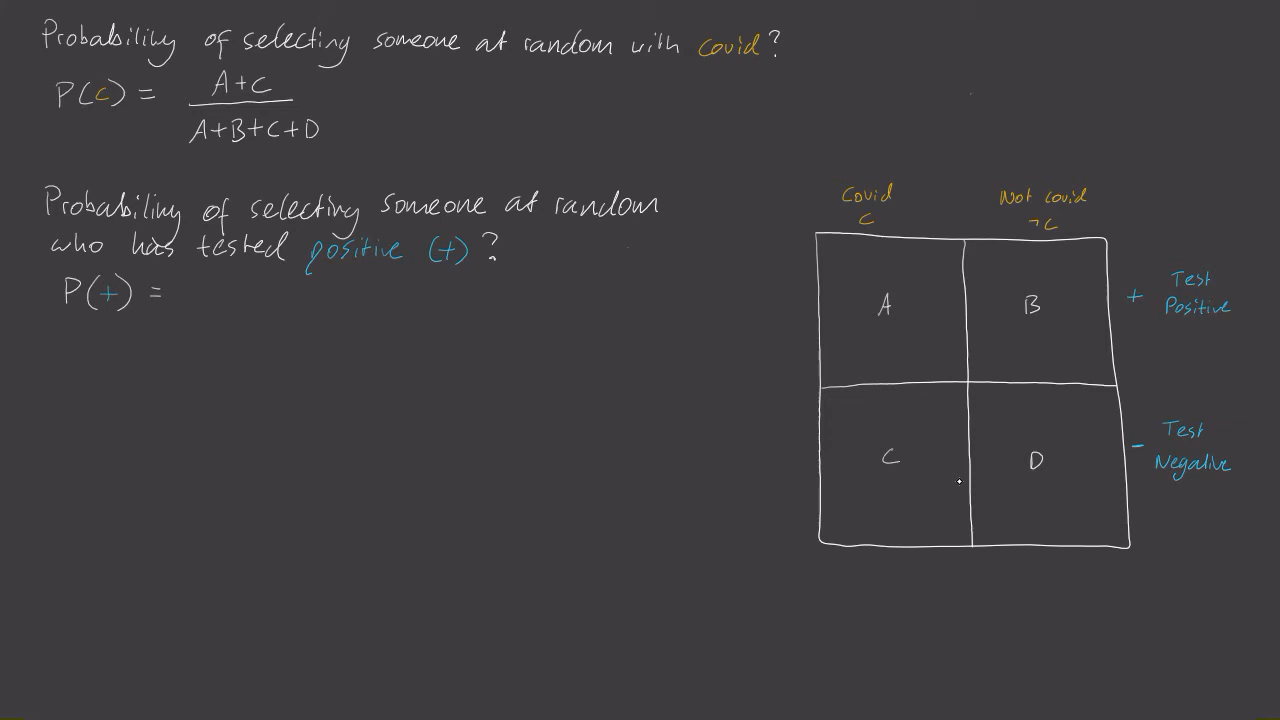 Probability of selecting someone at random with covid?
P(C) = A+C
A+B+C+D
Probability of selecting someone at random
who has tested positive (+)?
P(+) =
Covid Not covid
C ¬C
A B + Test
Positive
C D - Test
Negative